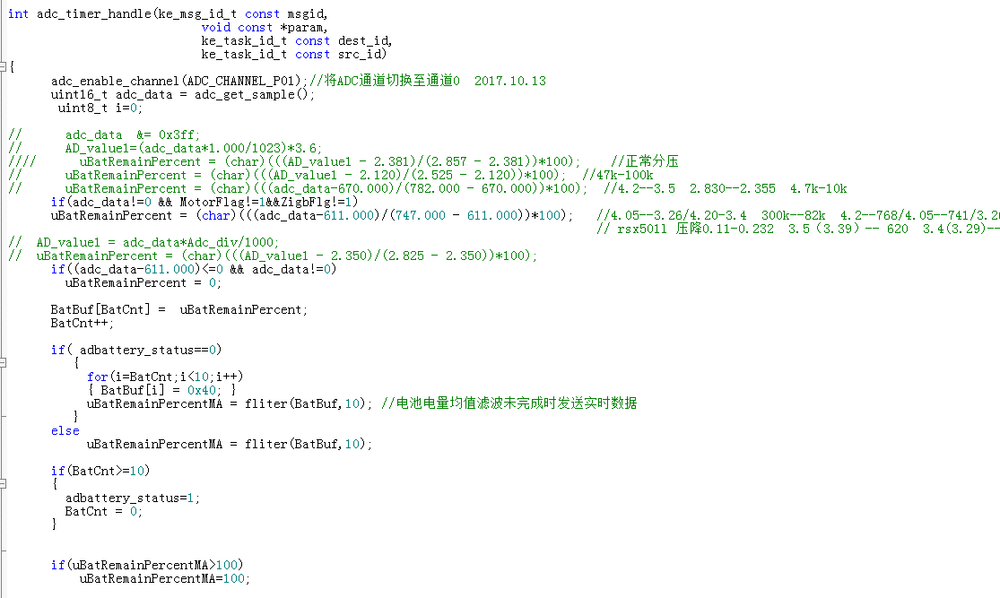 int adc_timer_handle(ke_msg_id_t const msgid,
void const *param,
ke_task_id_t const dest_id,
ke_task_id_t const src_id)
{
adc_enable_channel(ADC_CHANNEL_P01);//将ADC通道切换至通道0  2017.10.13
uint16_t adc_data = adc_get_sample();
uint8_t i=0;
//      adc_data  &= 0x3ff;
//      AD_value1=(adc_data*1.000/1023)*3.6;
////      uBatRemainPercent = (char)(((AD_value1 - 2.381)/(2.857 - 2.381))*100);    //正常分压
//      uBatRemainPercent = (char)(((AD_value1 - 2.120)/(2.525 - 2.120))*100);  //47k-100k
//      uBatRemainPercent = (char)(((adc_data-670.000)/(782.000 - 670.000))*100);  //4.2--3.5  2.830--2.355  4.7k-10k
if(adc_data!=0 && MotorFlag!=1&&ZigbFlg!=1)
uBatRemainPercent = (char)(((adc_data-611.000)/(747.000 - 611.000))*100);   //4.05--3.26/4.20-3.4  300k--82k  4.2--768/4.05--741/3.20
// rsx501l 压降0.11-0.232  3.5（3.39）-- 620  3.4(3.29)--
//  AD_value1 = adc_data*Adc_div/1000;
//  uBatRemainPercent = (char)(((AD_value1 - 2.350)/(2.825 - 2.350))*100);
if((adc_data-611.000)<=0 && adc_data!=0)
uBatRemainPercent = 0;
BatBuf[BatCnt] =  uBatRemainPercent;
BatCnt++;
if( adbattery_status==0)
{
for(i=BatCnt;i<10;i++)
{ BatBuf[i] = 0x40; }
uBatRemainPercentMA = fliter(BatBuf,10); //电池电量均值滤波未完成时发送实时数据
}
else
uBatRemainPercentMA = fliter(BatBuf,10);
if(BatCnt>=10)
{
adbattery_status=1;
BatCnt = 0;
}
if(uBatRemainPercentMA>100)
uBatRemainPercentMA=100;